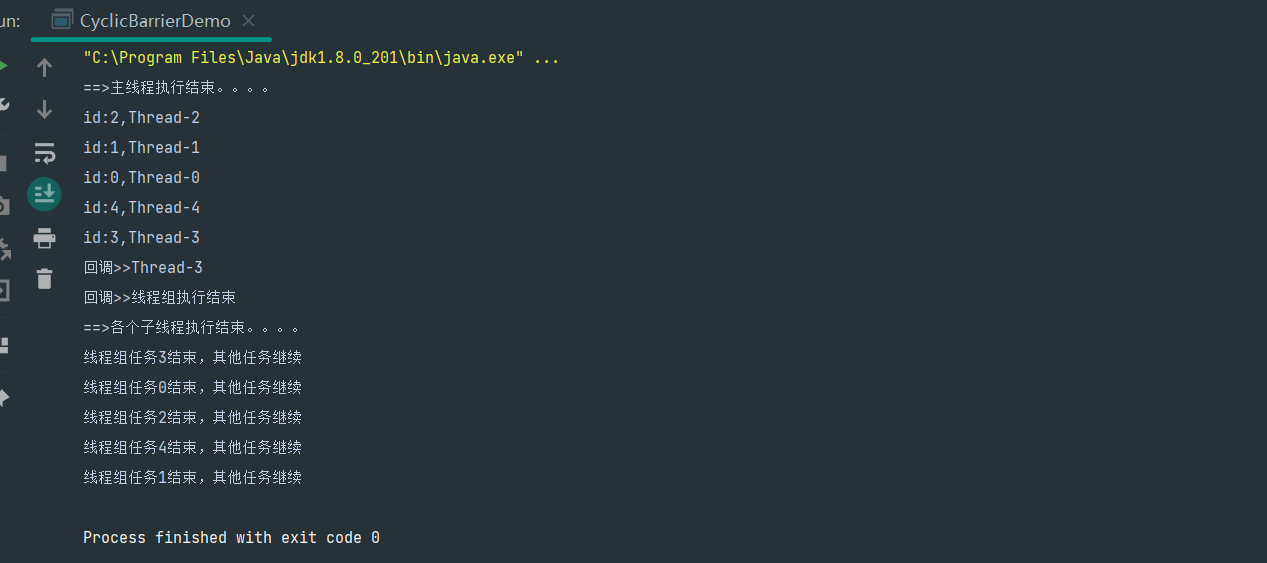 un:
CyclicBarrierDemo
"C:\Program Files\Java\jdk1.8.0_201\bin\java.exe" ...
==>主线程执行结束。。。。
id:2,Thread-2
id:1,Thread-1
id:0,Thread-0
id:4,Thread-4
id:3,Thread-3
回调>>Thread-3
回调>>线程组执行结束
==>各个子线程执行结束。。。。
线程组任务3结束，其他任务继续
线程组任务0结束，其他任务继续
线程组任务2结束，其他任务继续
线程组任务4结束，其他任务继续
线程组任务1结束，其他任务继续
Process finished with exit code 0